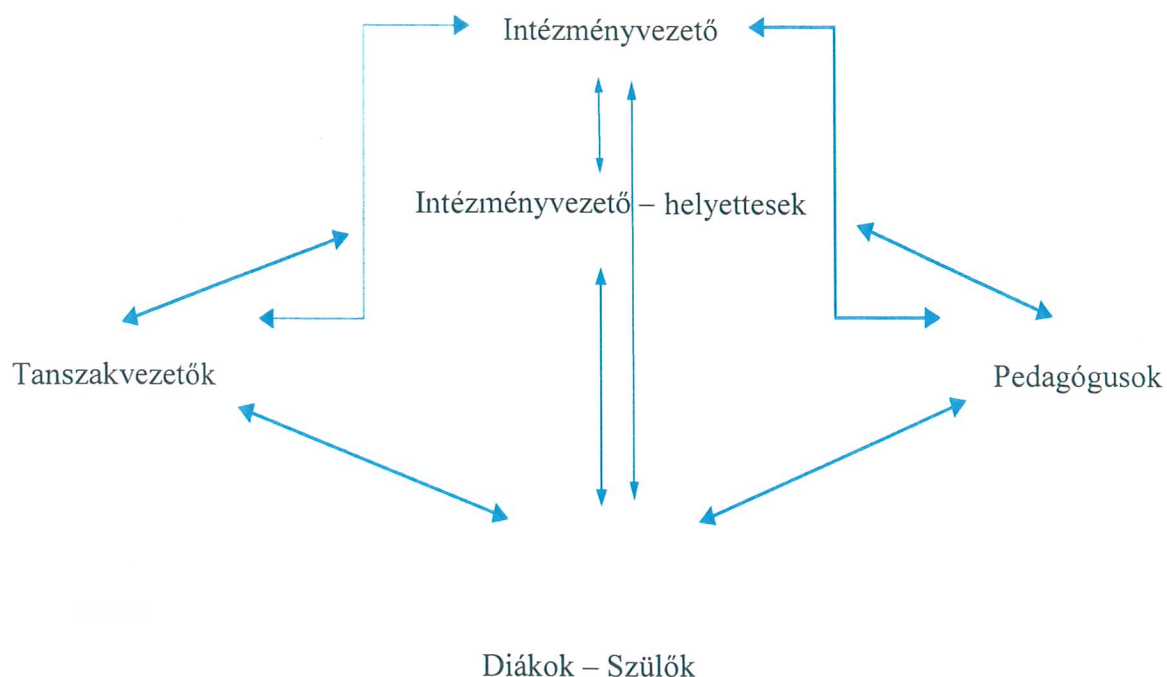 Intézményvezető
Intézményvezető – helyettesek
Tanszakvezetők
Pedagógusok
Diákok – Szülők